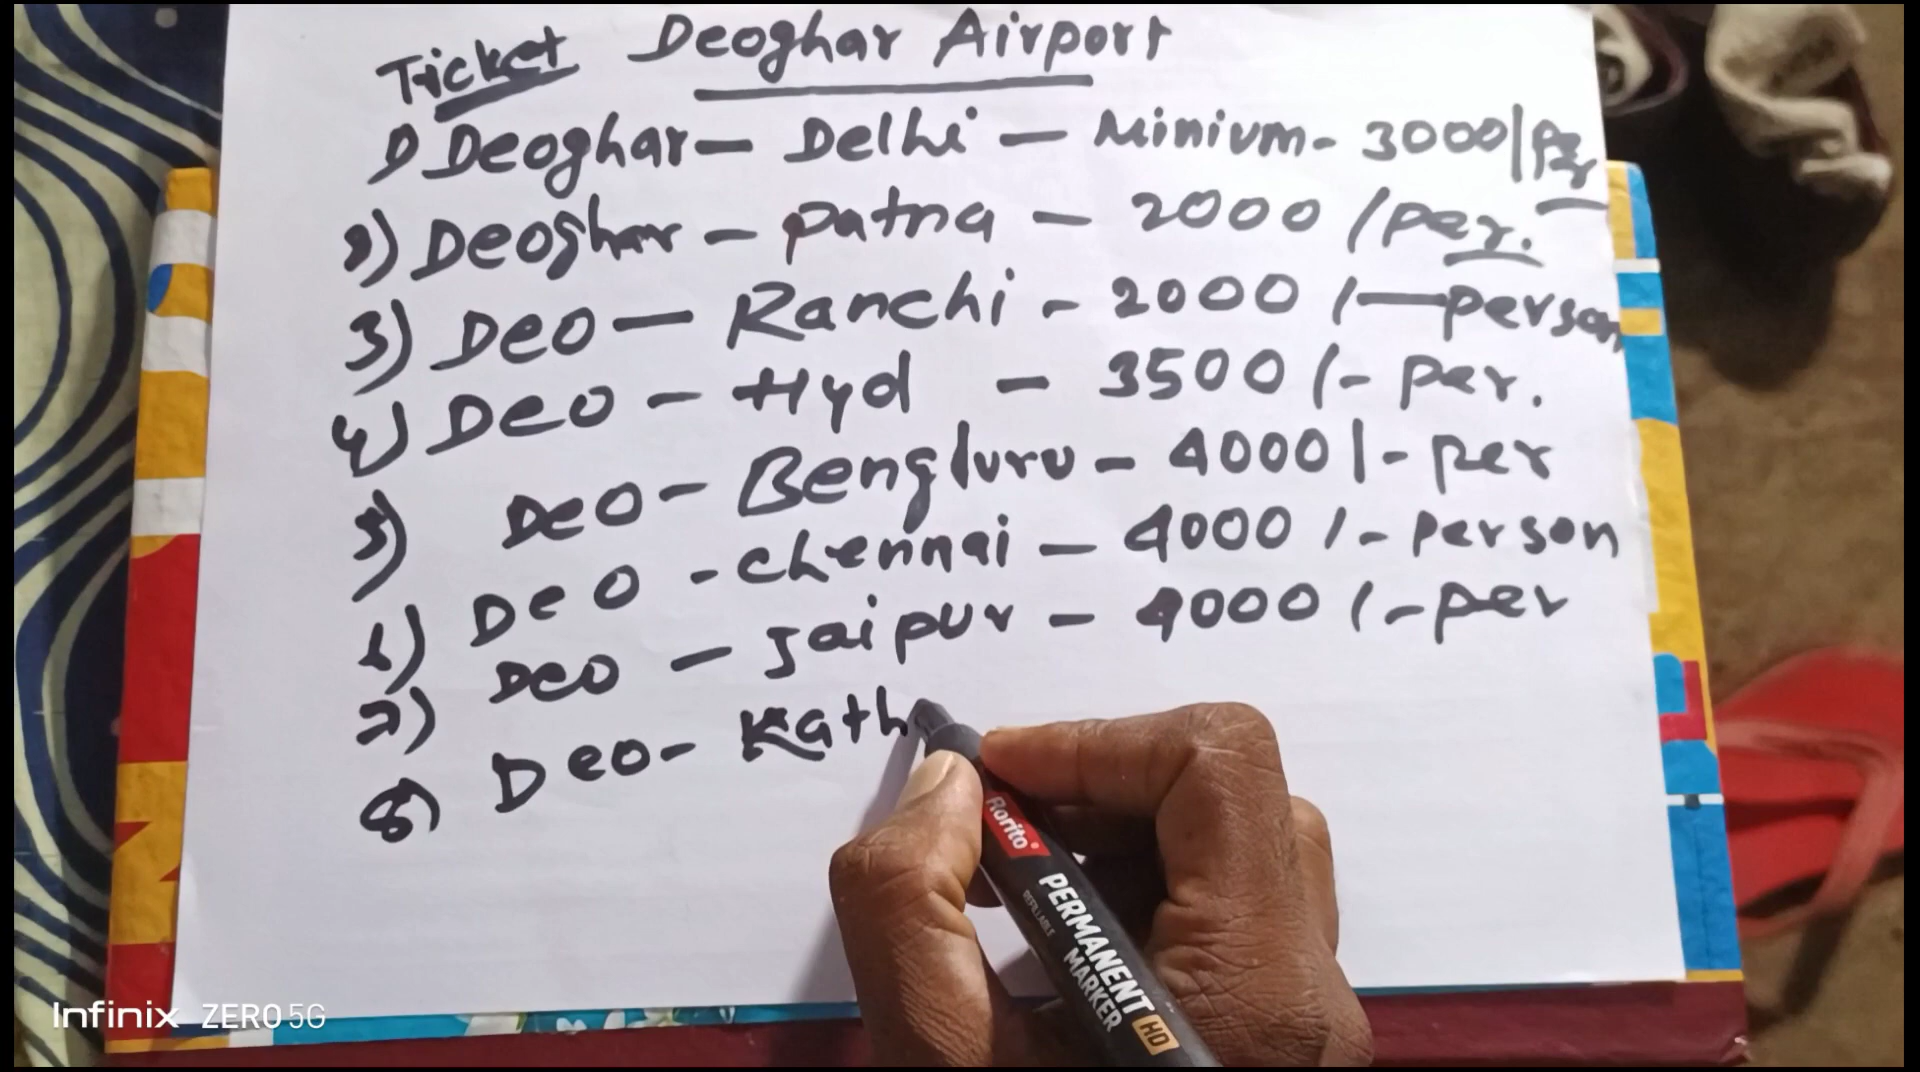 Ticket Deoghar Airport
1) Deoghar - Delhi - Minium - 3000/per
2) Deoghar - Patna - 2000/per.
3) Deo - Ranchi - 2000/- person
4) Deo - Hyd - 3500/- Per.
5) Deo - Bengluru - 4000/- Per
6) Deo - Chennai - 4000/- Person
7) Deo - Jaipur - 4000/- per
8) Deo - Kath
Rorito
PERMANENT
MARKER HD
REFILLABLE
Infinix ZERO 5G